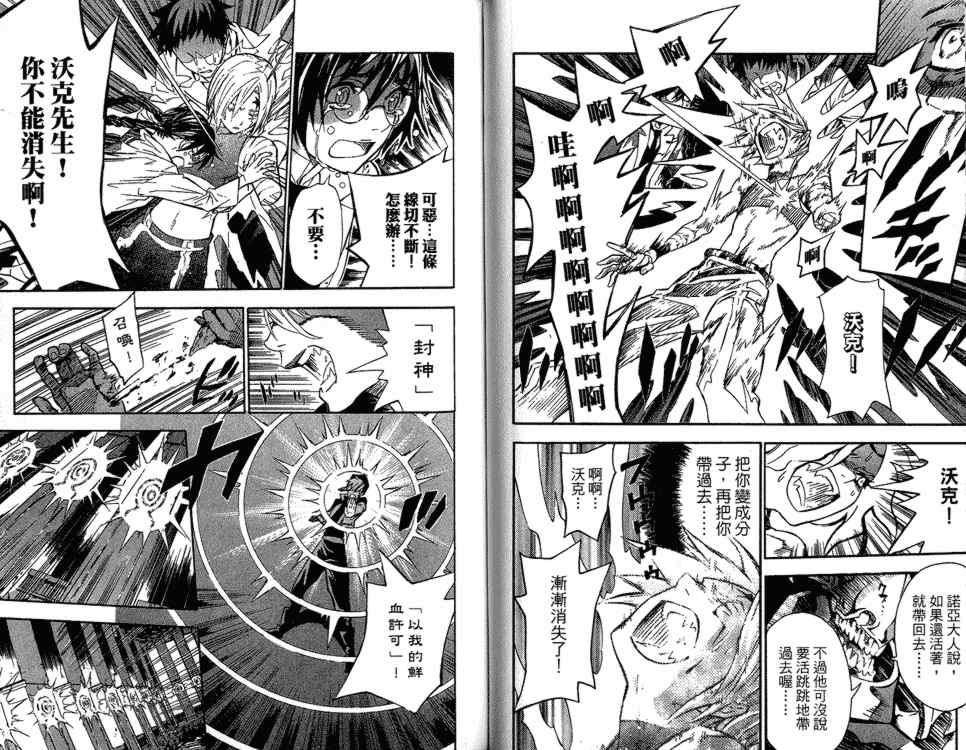 嗚
啊
啊
啊
啊
啊
哇啊啊啊啊啊啊啊啊
沃克！
沃克！
諾亞大人說，
如果還活著，
就帶回去……
不過他可沒說
要活跳跳地帶
過去喔……
把你變成分
子，再把你
帶過去……
啊啊…
沃克…
漸漸消失了！
可惡…這條
線切不斷！
怎麼辦…
不要…
沃克先生！
你不能消失啊！
「封神」
召喚！
「以我的鮮
血許可」！